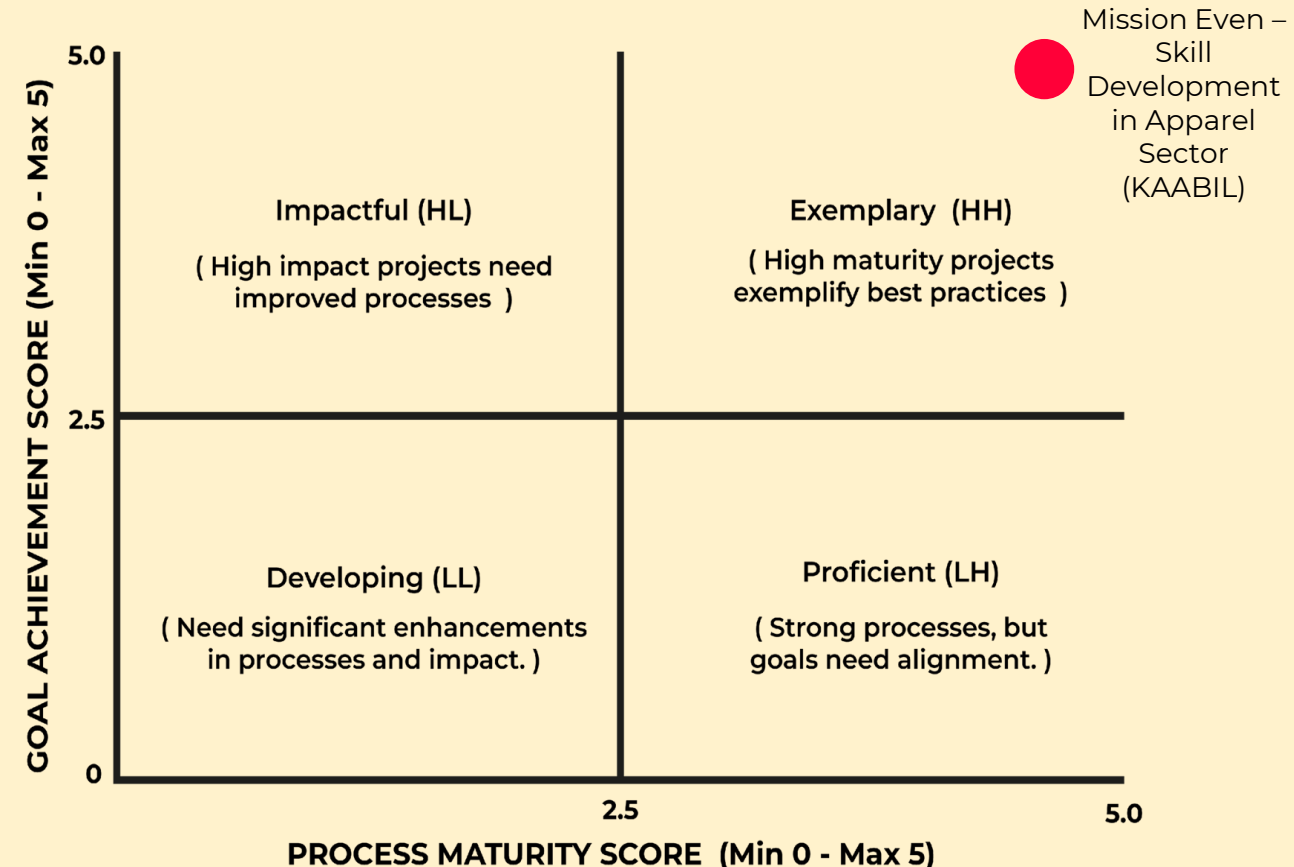 Mission Even –
Skill
Development
in Apparel
Sector
(KAABIL)
5.0
GOAL ACHIEVEMENT SCORE (Min 0 - Max 5)
Impactful (HL)
( High impact projects need
improved processes )
Exemplary (HH)
( High maturity projects
exemplify best practices )
2.5
Developing (LL)
( Need significant enhancements
in processes and impact. )
Proficient (LH)
( Strong processes, but
goals need alignment. )
0
2.5
5.0
PROCESS MATURITY SCORE (Min 0 - Max 5)